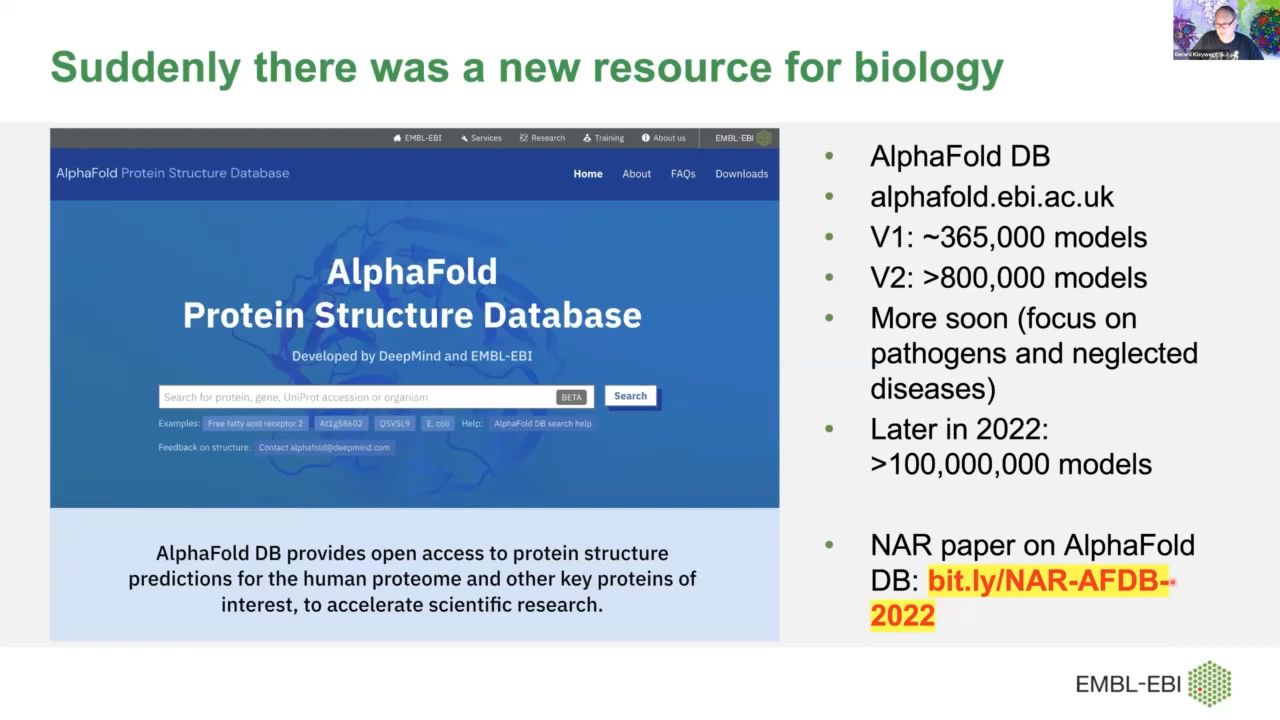 Suddenly there was a new resource for biology
EMBL-EBI Services Research Training About us EMBL-EBI
AlphaFold Protein Structure Database
Home About FAQs Downloads
AlphaFold
Protein Structure Database
Developed by DeepMind and EMBL-EBI
Search for protein, gene, UniProt accession or organism BETA Search
Examples: Free fatty acid receptor 2 At1g58602 Q5VSL9 E. coli Help: AlphaFold DB search help
Feedback on structure: Contact alphafold@deepmind.com
AlphaFold DB provides open access to protein structure
predictions for the human proteome and other key proteins of
interest, to accelerate scientific research.
• AlphaFold DB
• alphafold.ebi.ac.uk
• V1: ~365,000 models
• V2: >800,000 models
• More soon (focus on
pathogens and neglected
diseases)
• Later in 2022:
>100,000,000 models
• NAR paper on AlphaFold
DB: bit.ly/NAR-AFDB-
2022
EMBL-EBI